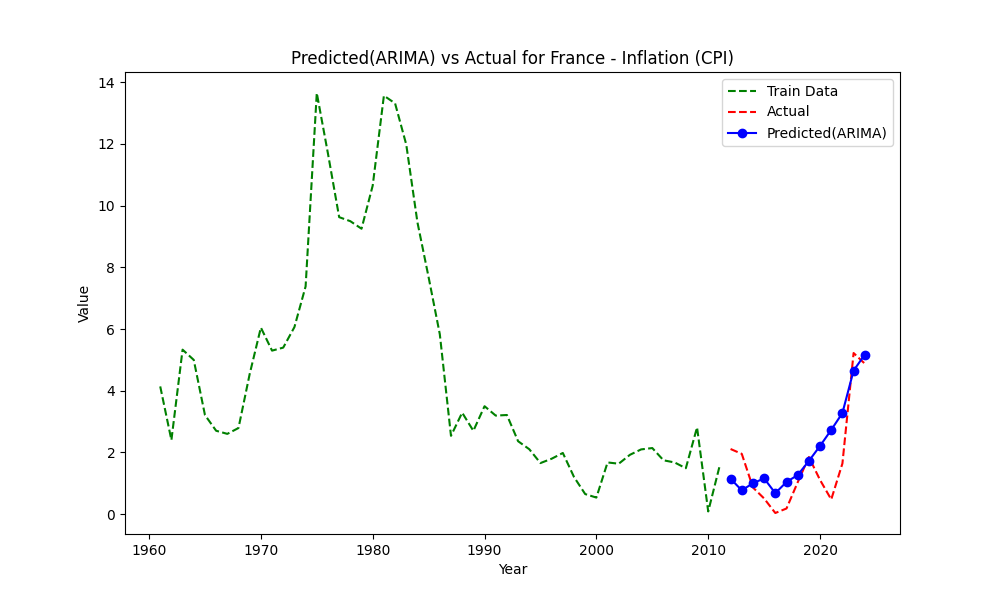 Predicted(ARIMA) vs Actual for France - Inflation (CPI)
Train Data
Actual
Predicted(ARIMA)
14
12
10
8
6
4
2
0
Value
1960
1970
1980
1990
2000
2010
2020
Year